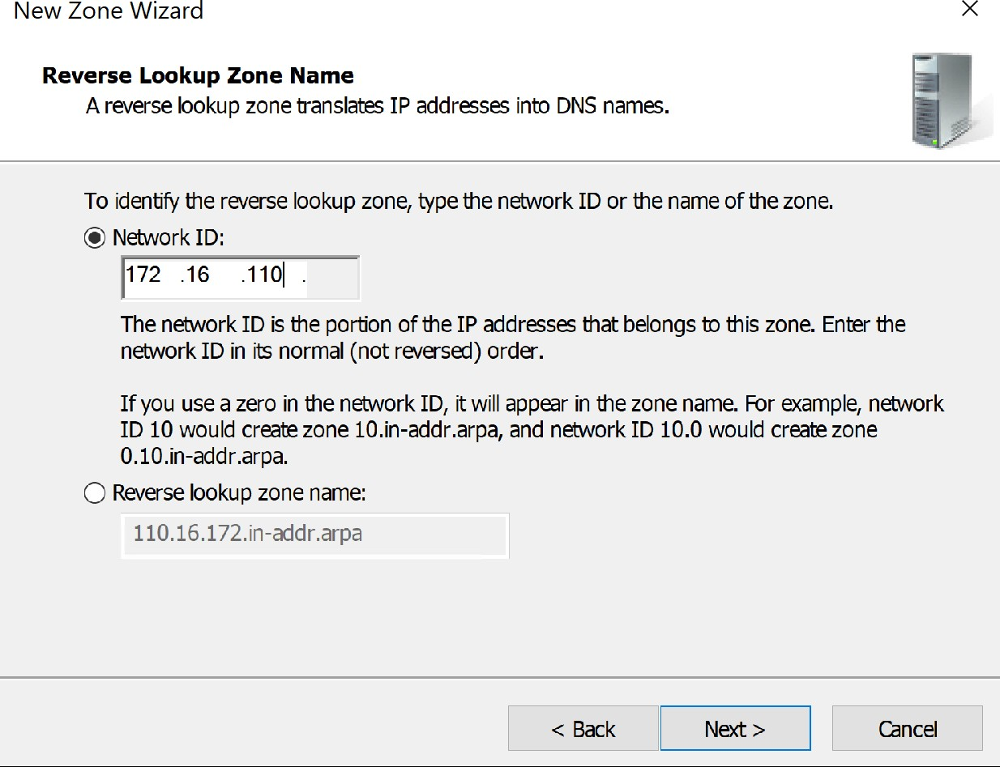 New Zone Wizard
Reverse Lookup Zone Name
A reverse lookup zone translates IP addresses into DNS names.
To identify the reverse lookup zone, type the network ID or the name of the zone.
Network ID:
172 .16 .110 .
The network ID is the portion of the IP addresses that belongs to this zone. Enter the
network ID in its normal (not reversed) order.
If you use a zero in the network ID, it will appear in the zone name. For example, network
ID 10 would create zone 10.in-addr.arpa, and network ID 10.0 would create zone
0.10.in-addr.arpa.
Reverse lookup zone name:
110.16.172.in-addr.arpa
< Back Next > Cancel